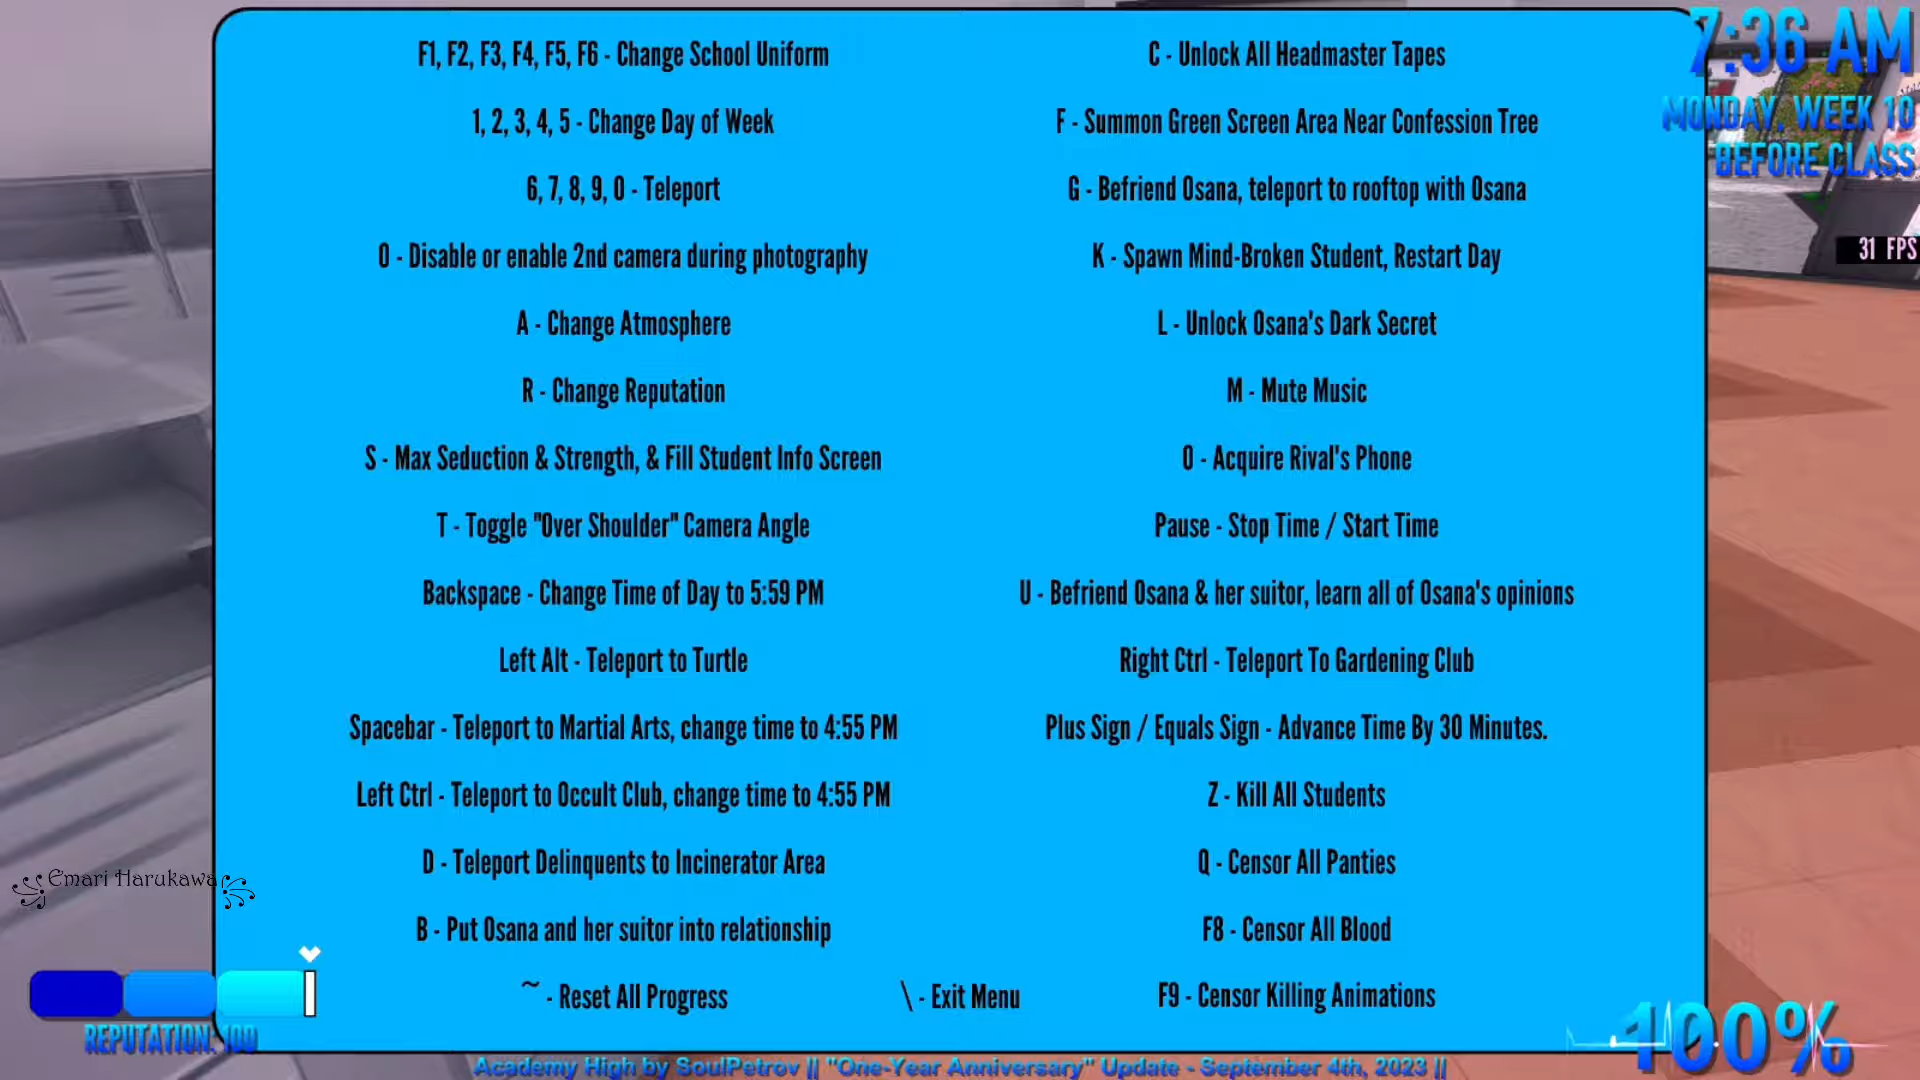 F1, F2, F3, F4, F5, F6 - Change School Uniform
1, 2, 3, 4, 5 - Change Day of Week
6, 7, 8, 9, 0 - Teleport
O - Disable or enable 2nd camera during photography
A - Change Atmosphere
R - Change Reputation
S - Max Seduction & Strength, & Fill Student Info Screen
T - Toggle "Over Shoulder" Camera Angle
Backspace - Change Time of Day to 5:59 PM
Left Alt - Teleport to Turtle
Spacebar - Teleport to Martial Arts, change time to 4:55 PM
Left Ctrl - Teleport to Occult Club, change time to 4:55 PM
D - Teleport Delinquents to Incinerator Area
B - Put Osana and her suitor into relationship
~ - Reset All Progress
\ - Exit Menu
C - Unlock All Headmaster Tapes
F - Summon Green Screen Area Near Confession Tree
G - Befriend Osana, teleport to rooftop with Osana
K - Spawn Mind-Broken Student, Restart Day
L - Unlock Osana's Dark Secret
M - Mute Music
O - Acquire Rival's Phone
Pause - Stop Time / Start Time
U - Befriend Osana & her suitor, learn all of Osana's opinions
Right Ctrl - Teleport To Gardening Club
Plus Sign / Equals Sign - Advance Time By 30 Minutes.
Z - Kill All Students
Q - Censor All Panties
F8 - Censor All Blood
F9 - Censor Killing Animations
7:36 AM
MONDAY, WEEK 10
BEFORE CLASS
31 FPS
Emari Harukawa
REPUTATION: 100
100%
Academy High by SoulPetrov || "One-Year Anniversary" Update - September 4th, 2023 ||